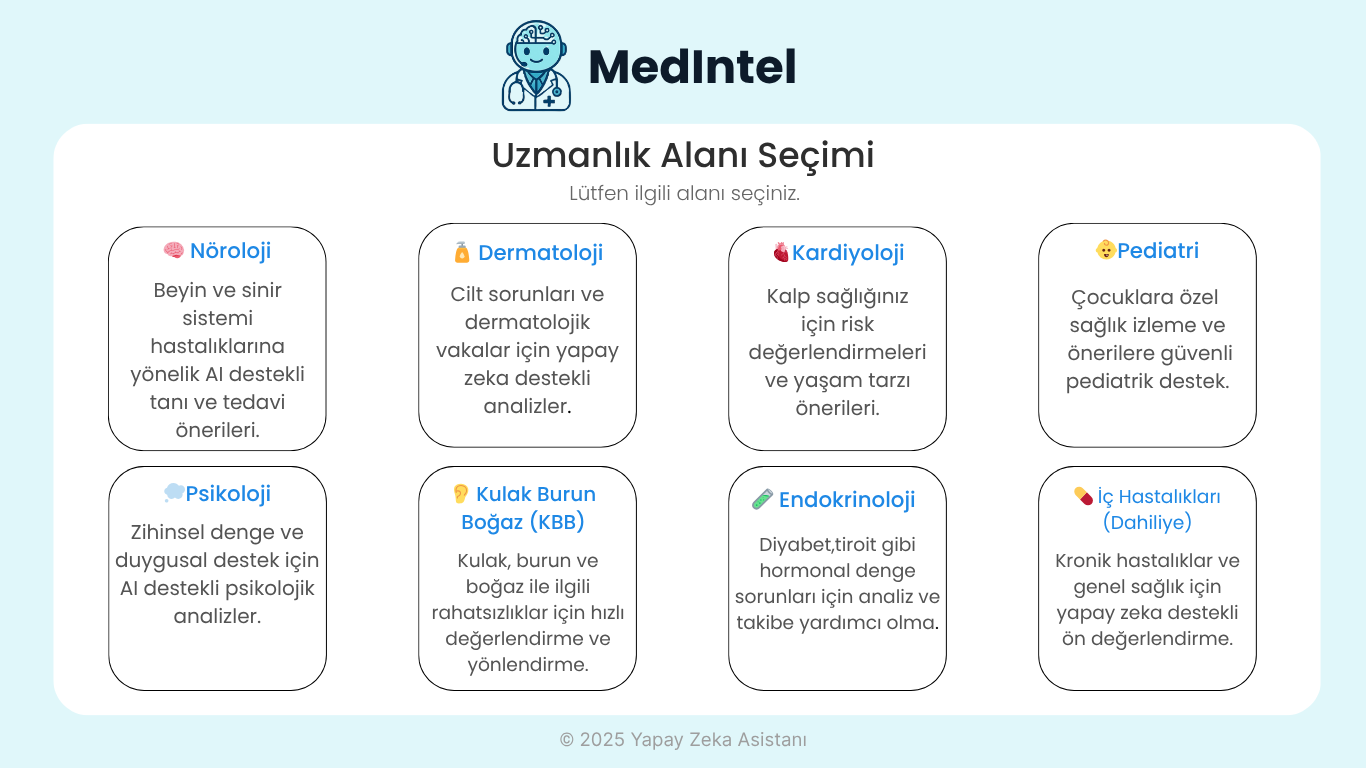 MedIntel
Uzmanlık Alanı Seçimi
Lütfen ilgili alanı seçiniz.
Nöroloji
Beyin ve sinir
sistemi
hastalıklarına
yönelik AI destekli
tanı ve tedavi
önerileri.
Dermatoloji
Cilt sorunları ve
dermatolojik
vakalar için yapay
zeka destekli
analizler.
Kardiyoloji
Kalp sağlığınız
için risk
değerlendirmeleri
ve yaşam tarzı
önerileri.
Pediatri
Çocuklara özel
sağlık izleme ve
önerilere güvenli
pediatrik destek.
Psikoloji
Zihinsel denge ve
duygusal destek için
AI destekli psikolojik
analizler.
Kulak Burun
Boğaz (KBB)
Kulak, burun ve
boğaz ile ilgili
rahatsızlıklar için hızlı
değerlendirme ve
yönlendirme.
Endokrinoloji
Diyabet,tiroit gibi
hormonal denge
sorunları için analiz ve
takibe yardımcı olma.
İç Hastalıkları
(Dahiliye)
Kronik hastalıklar ve
genel sağlık için
yapay zeka destekli
ön değerlendirme.
© 2025 Yapay Zeka Asistanı